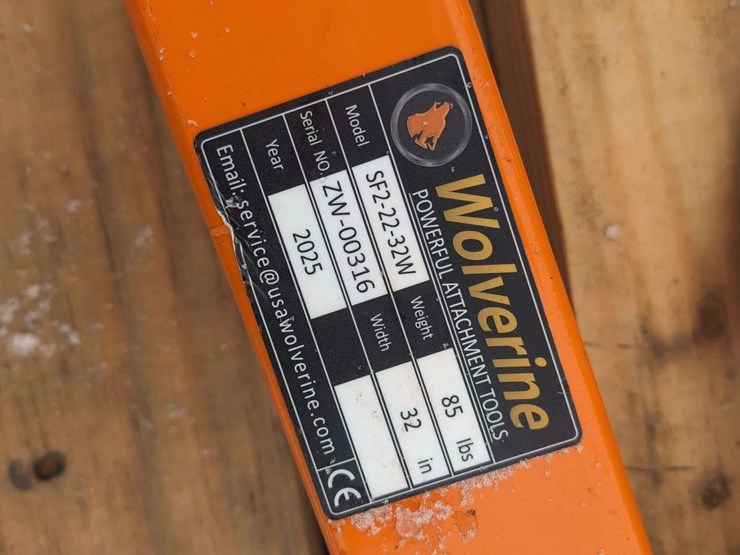 Wolverine™
POWERFUL ATTACHMENT TOOLS
Model SF2-22-32W Weight 85 lbs
Serial NO. ZW-00316 Width 32 in
Year 2025
Email: service@usawolverine.com CE